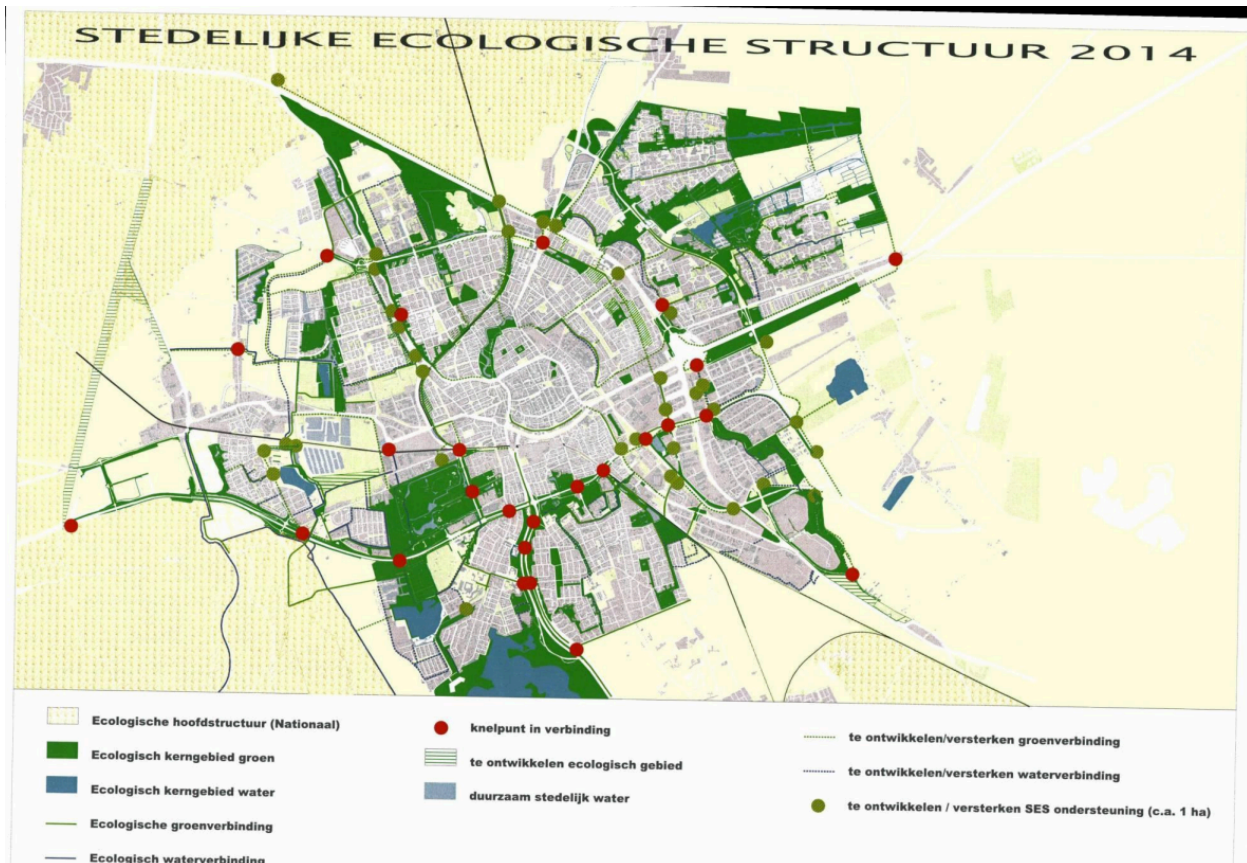 STEDELIJKE ECOLOGISCHE STRUCTUUR 2014
Ecologische hoofdstructuur (Nationaal)
Ecologisch kerngebied groen
Ecologisch kerngebied water
Ecologische groenverbinding
Ecologisch waterverbinding
knelpunt in verbinding
te ontwikkelen ecologisch gebied
duurzaam stedelijk water
te ontwikkelen/versterken groenverbinding
te ontwikkelen/versterken waterverbinding
te ontwikkelen / versterken SES ondersteuning (c.a. 1 ha)